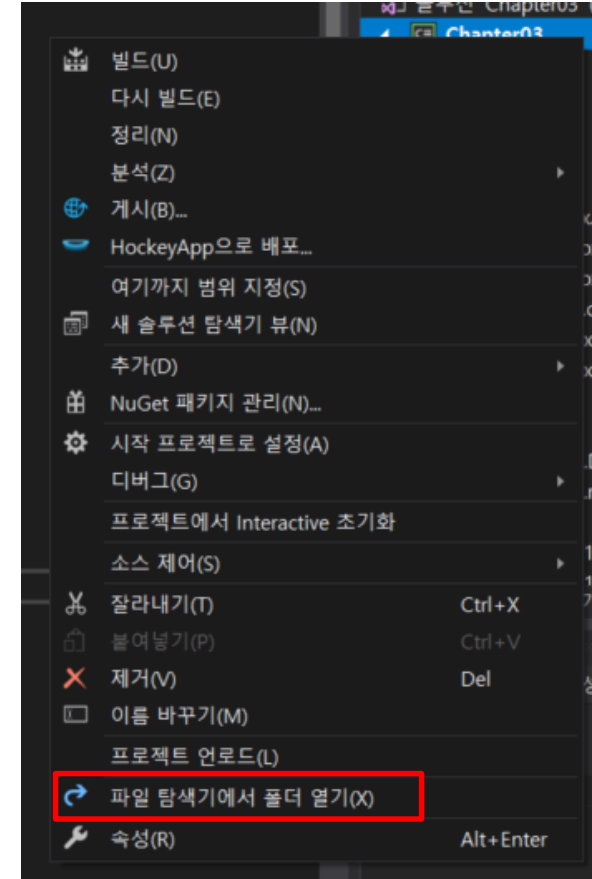 솔루션 'Chapter03
Chapter03
빌드(U)
다시 빌드(E)
정리(N)
분석(Z)
게시(B)...
HockeyApp으로 배포...
여기까지 범위 지정(S)
새 솔루션 탐색기 뷰(N)
추가(D)
NuGet 패키지 관리(N)...
시작 프로젝트로 설정(A)
디버그(G)
프로젝트에서 Interactive 초기화
소스 제어(S)
잘라내기(T) Ctrl+X
붙여넣기(P) Ctrl+V
제거(V) Del
이름 바꾸기(M)
프로젝트 언로드(L)
파일 탐색기에서 폴더 열기(X)
속성(R) Alt+Enter